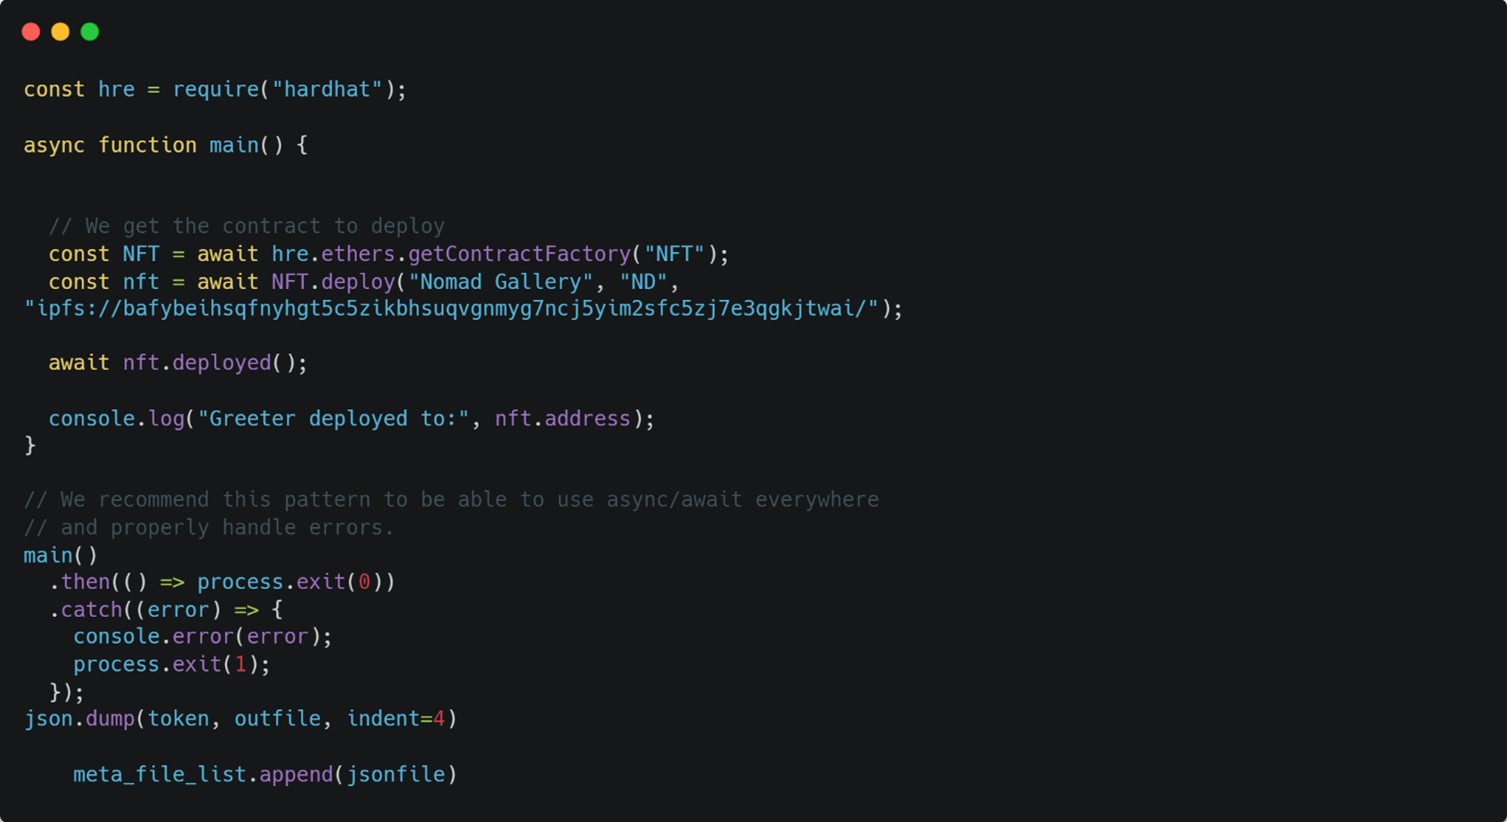 const hre = require("hardhat");
async function main() {
// We get the contract to deploy
const NFT = await hre.ethers.getContractFactory("NFT");
const nft = await NFT.deploy("Nomad Gallery", "ND",
"ipfs://bafybeihsqfnyhgt5c5zikbhsuqvgnmyg7ncj5yim2sfc5zj7e3qgkjtwai/");
await nft.deployed();
console.log("Greeter deployed to:", nft.address);
}
// We recommend this pattern to be able to use async/await everywhere
// and properly handle errors.
main()
.then(() => process.exit(0))
.catch((error) => {
console.error(error);
process.exit(1);
});
json.dump(token, outfile, indent=4)
meta_file_list.append(jsonfile)